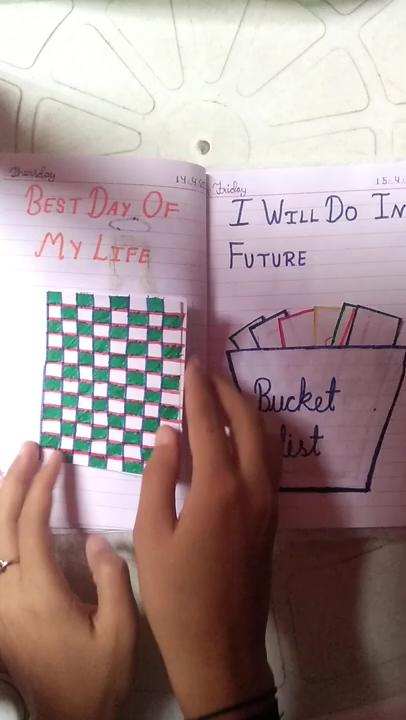 Thursday
14.4.
BEST DAY OF
MY LIFE
Friday
15.4.
I WILL DO IN
FUTURE
Bucket
list